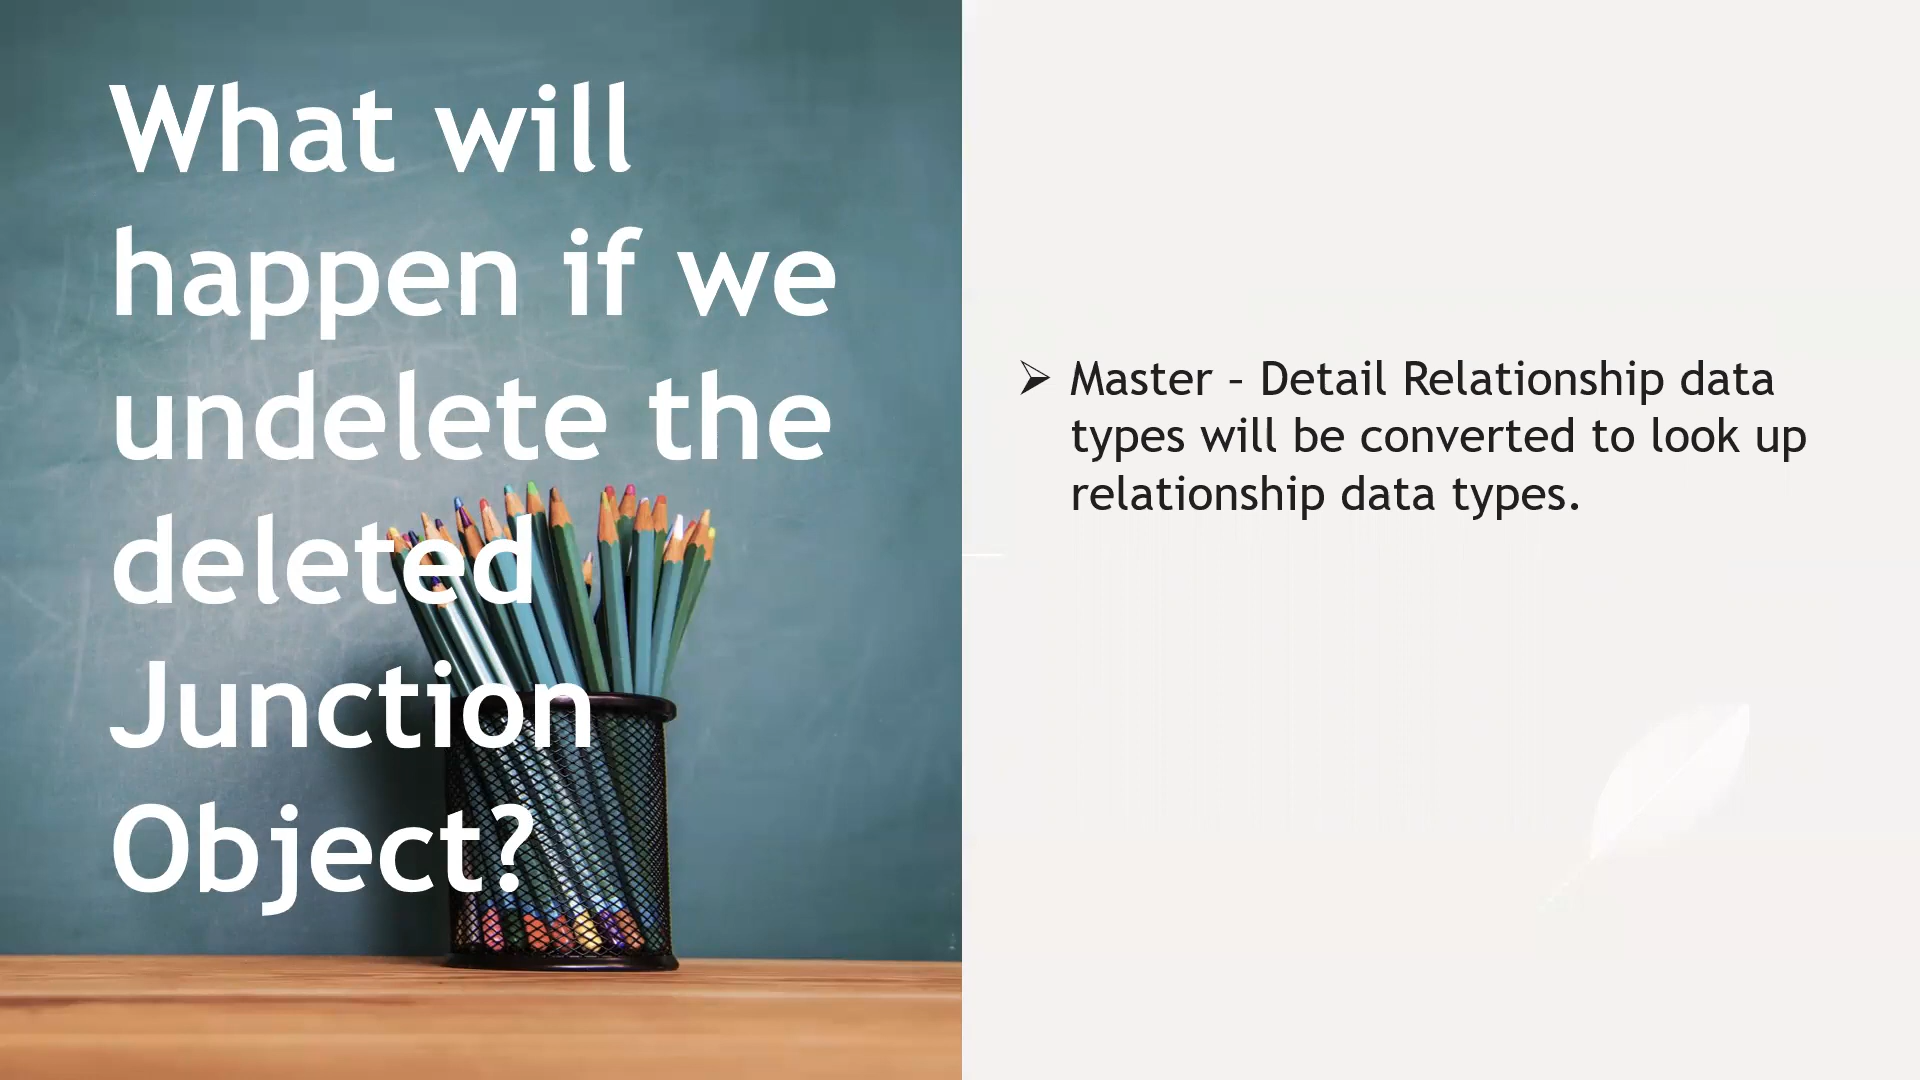 What will
happen if we
undelete the
deleted
Junction
Object?
➢ Master – Detail Relationship data
types will be converted to look up
relationship data types.